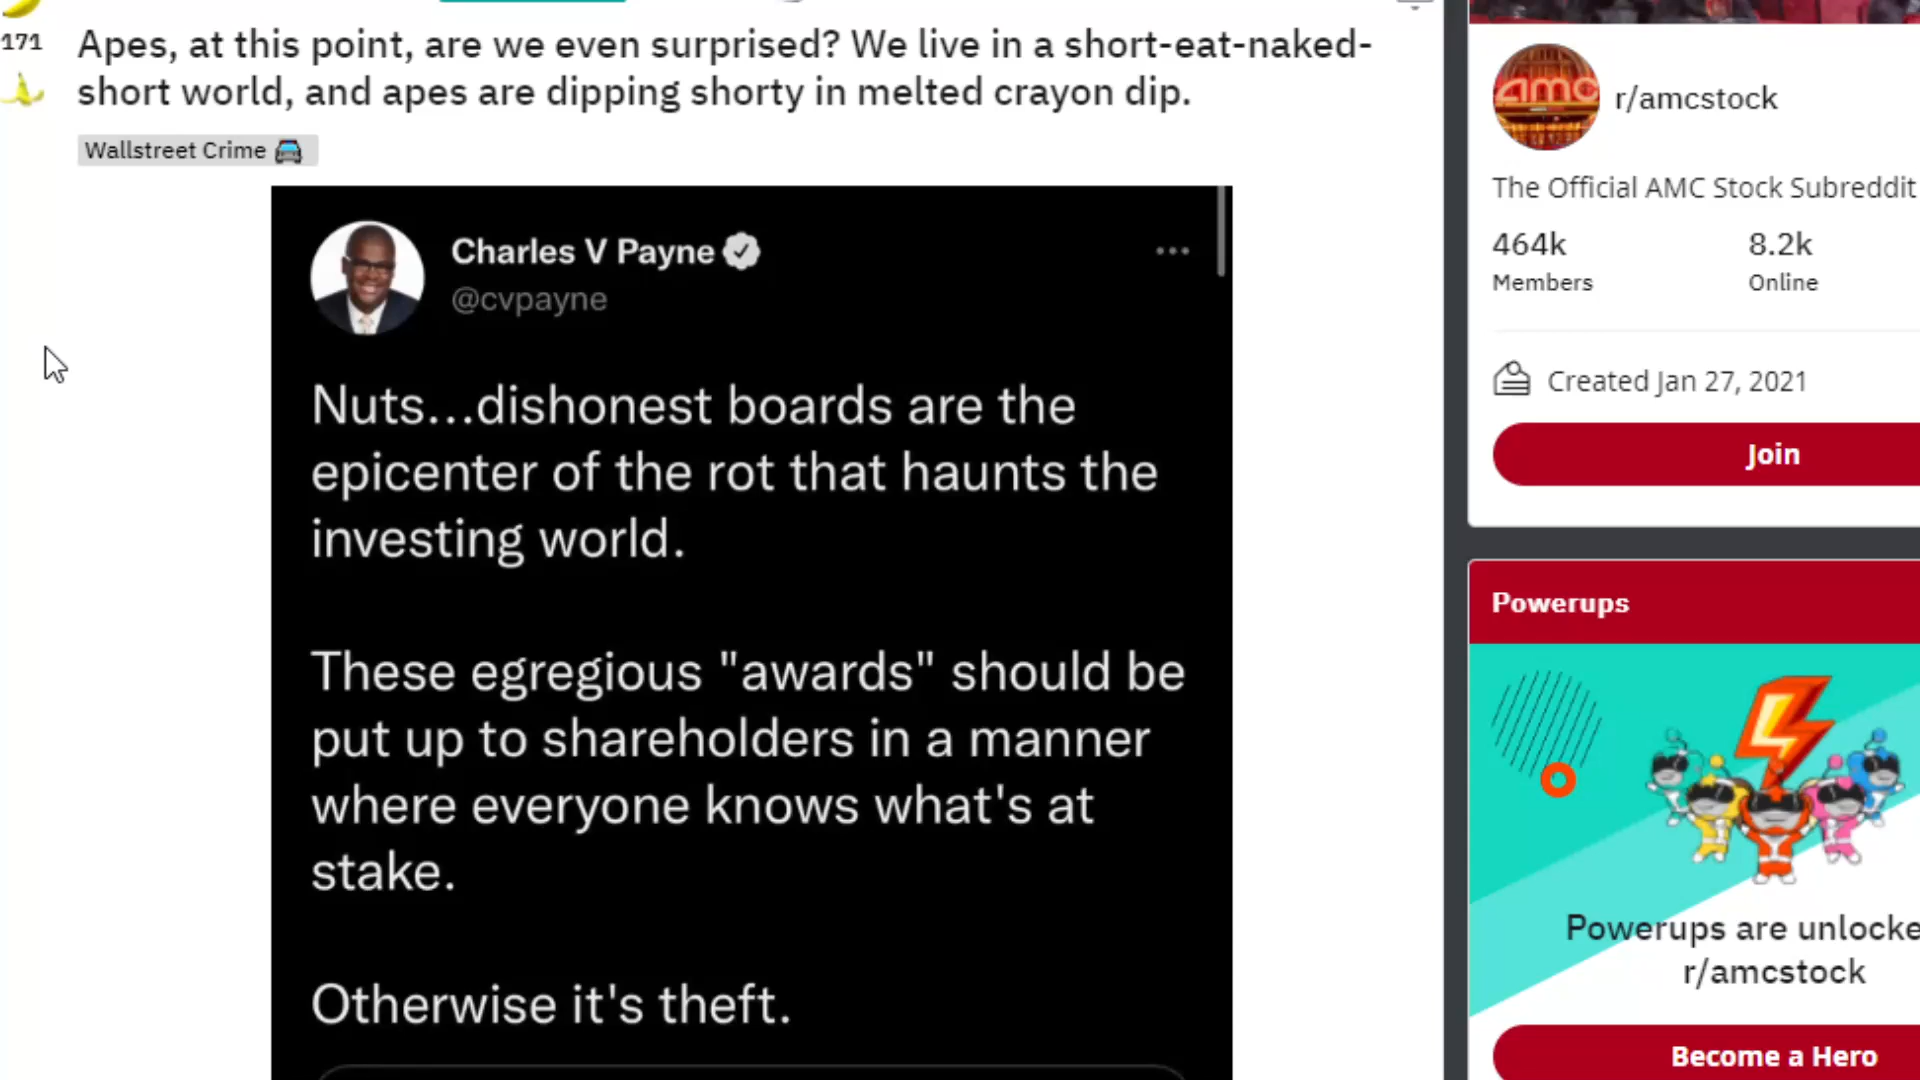 171
Apes, at this point, are we even surprised? We live in a short-eat-naked-
short world, and apes are dipping shorty in melted crayon dip.
Wallstreet Crime
Charles V Payne
@cvpayne
Nuts...dishonest boards are the
epicenter of the rot that haunts the
investing world.
These egregious "awards" should be
put up to shareholders in a manner
where everyone knows what's at
stake.
Otherwise it's theft.
amc
r/amcstock
The Official AMC Stock Subreddit
464k
8.2k
Members
Online
Created Jan 27, 2021
Join
Powerups
Powerups are unlocke
r/amcstock
Become a Hero